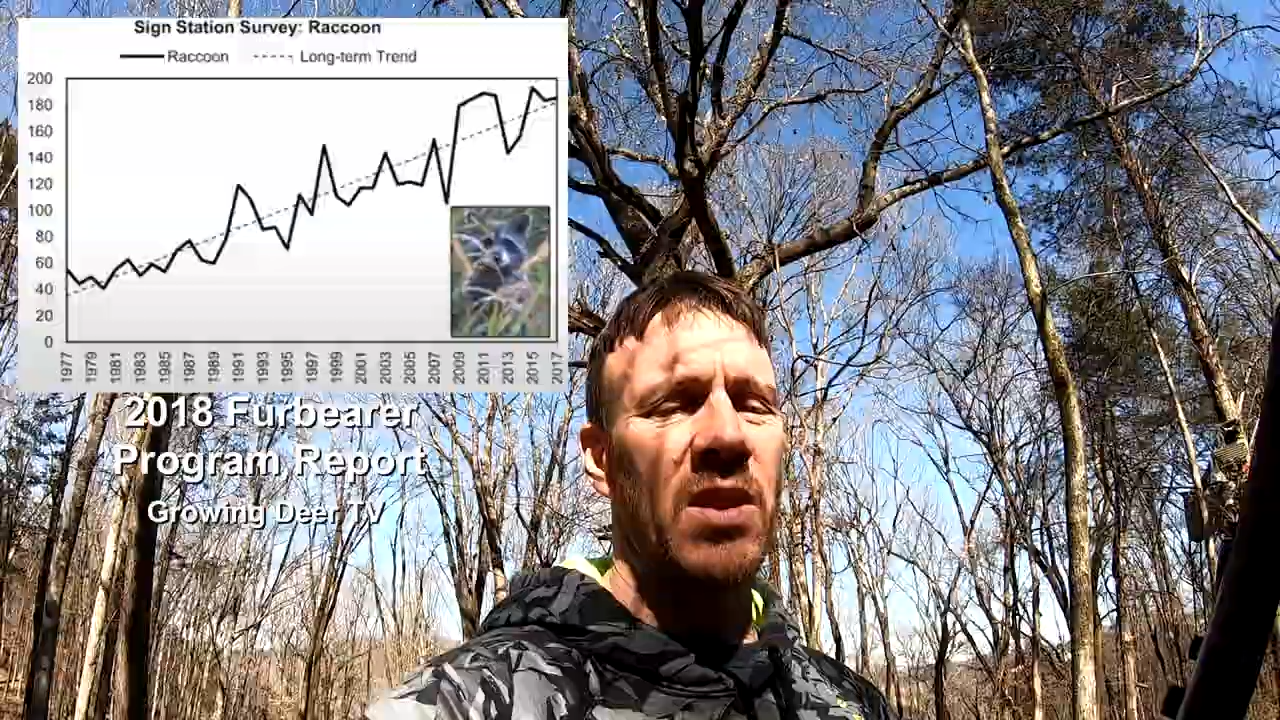 Sign Station Survey: Raccoon
Raccoon Long-term Trend
200
180
160
140
120
100
80
60
40
20
0
1977 1979 1981 1983 1985 1987 1989 1991 1993 1995 1997 1999 2001 2003 2005 2007 2009 2011 2013 2015 2017
2018 Furbearer
Program Report
Growing Deer TV